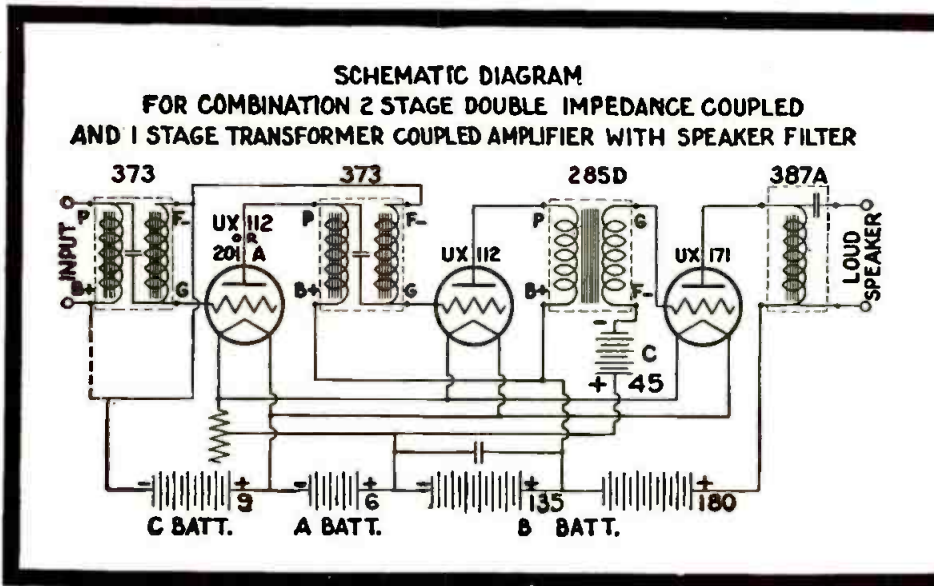 SCHEMATIC DIAGRAM
FOR COMBINATION 2 STAGE DOUBLE IMPEDANCE COUPLED
AND 1 STAGE TRANSFORMER COUPLED AMPLIFIER WITH SPEAKER FILTER
373 373 285D 387A
P F- UX 112 P F- P G
OR
201 A UX 112 UX 171
INPUT LOUD SPEAKER
B+ G B+ G B+ F-
- C
+ 45
- + 9 - + 6 - + 135 + 180
C BATT. A BATT. B BATT.